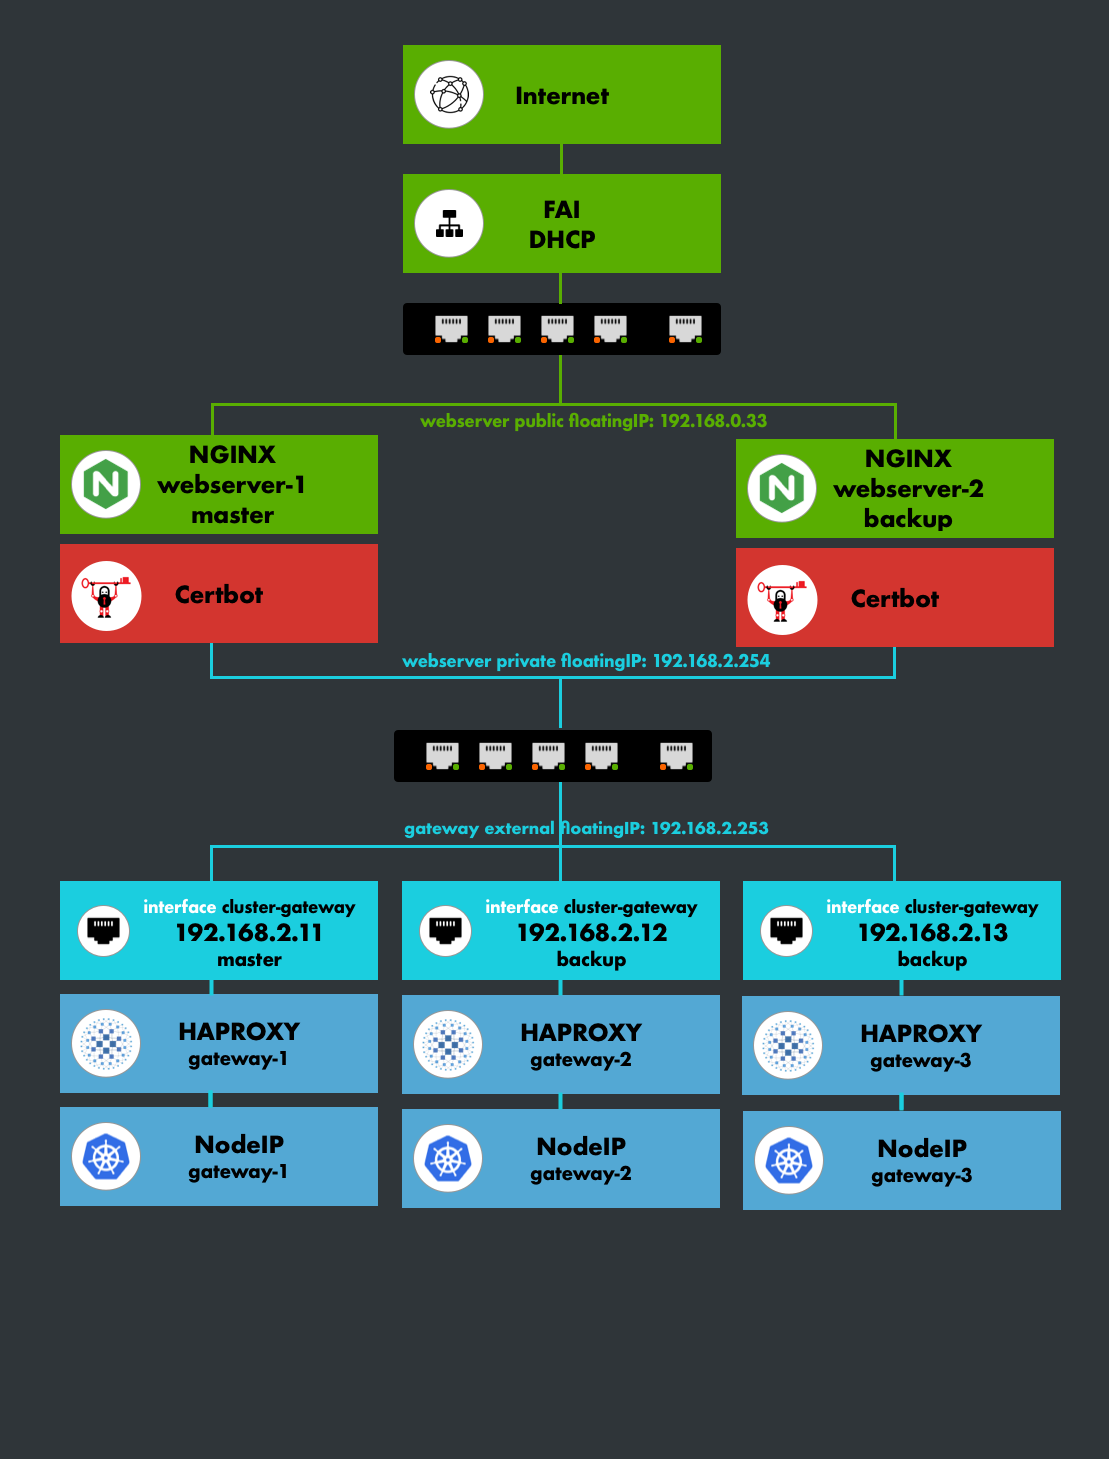 Internet
FAI
DHCP
webserver public floatingIP: 192.168.0.33
NGINX
webserver-1
master
NGINX
webserver-2
backup
Certbot
Certbot
webserver private floatingIP: 192.168.2.254
gateway external floatingIP: 192.168.2.253
interface cluster-gateway
192.168.2.11
master
interface cluster-gateway
192.168.2.12
backup
interface cluster-gateway
192.168.2.13
backup
HAPROXY
gateway-1
HAPROXY
gateway-2
HAPROXY
gateway-3
NodeIP
gateway-1
NodeIP
gateway-2
NodeIP
gateway-3